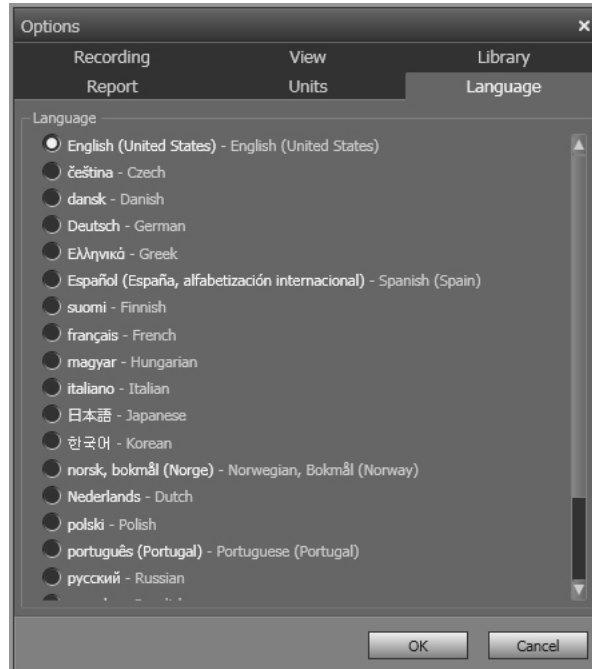 Options
Recording View Library
Report Units Language
Language
English (United States) - English (United States)
čeština - Czech
dansk - Danish
Deutsch - German
Ελληνικά - Greek
Español (España, alfabetización internacional) - Spanish (Spain)
suomi - Finnish
français - French
magyar - Hungarian
italiano - Italian
日本語 - Japanese
한국어 - Korean
norsk, bokmål (Norge) - Norwegian, Bokmål (Norway)
Nederlands - Dutch
polski - Polish
português (Portugal) - Portuguese (Portugal)
русский - Russian
OK Cancel